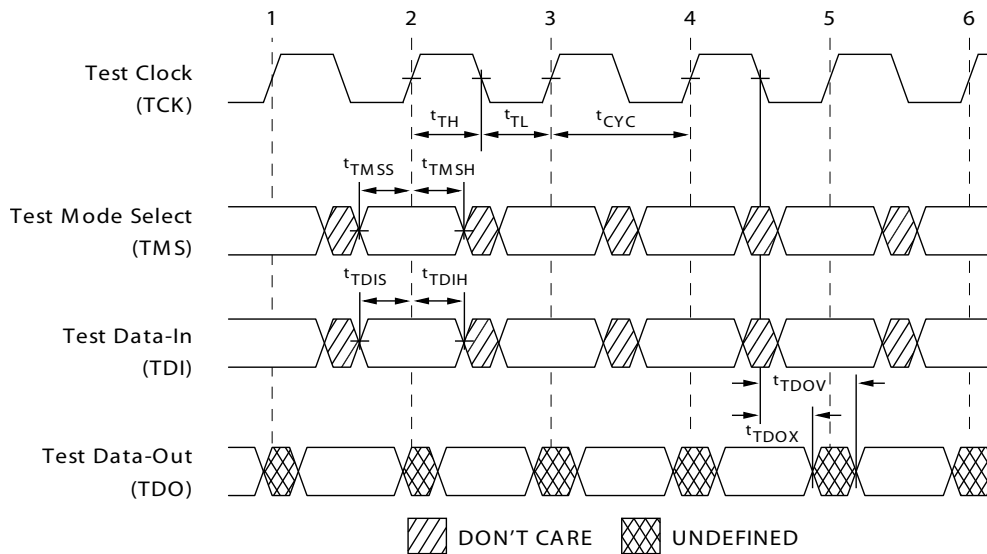 1 2 3 4 5 6
Test Clock
(TCK)
tTH tTL tCYC
tTMSS tTMSH
Test Mode Select
(TMS)
tTDIS tTDIH
Test Data-In
(TDI)
tTDOV
tTDOX
Test Data-Out
(TDO)
DON'T CARE UNDEFINED